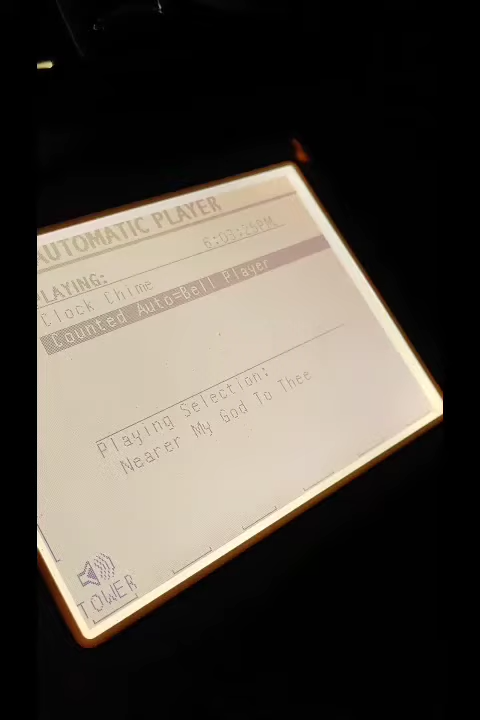 AUTOMATIC PLAYER
6:03:25PM
PLAYING:
Clock Chime
Counted Auto=Bell Player
Playing Selection:
Nearer My God To Thee
TOWER